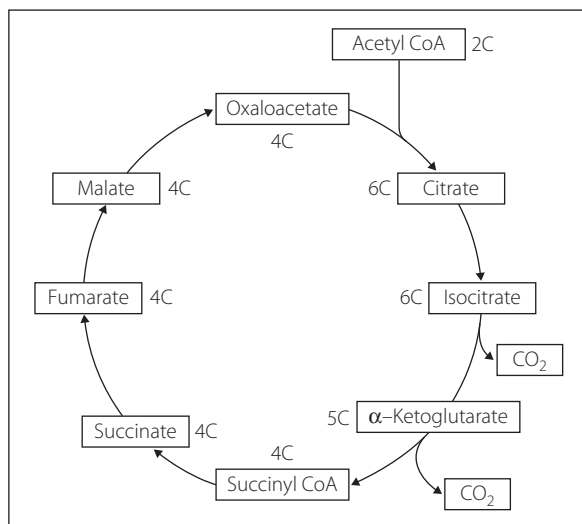 Acetyl CoA 2C
Oxaloacetate
4C
Malate 4C
6C Citrate
Fumarate 4C
6C Isocitrate
CO2
5C α–Ketoglutarate
Succinate 4C
4C
Succinyl CoA
CO2